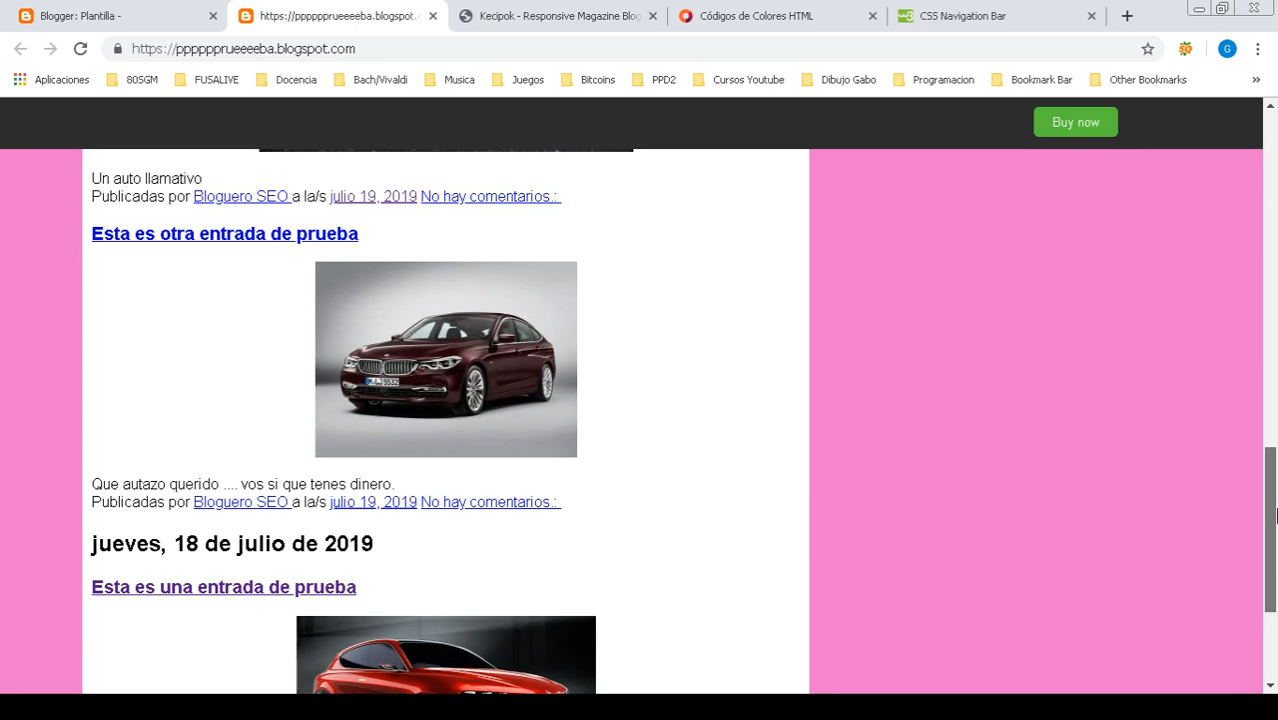 Blogger: Plantilla -
https://ppppppprueeeeba.blogspot.c
Kecipok - Responsive Magazine Blog
Códigos de Colores HTML
CSS Navigation Bar
https://ppppppprueeeeba.blogspot.com
G
Aplicaciones
80SGM
FUSALIVE
Docencia
Bach/Vivaldi
Musica
Juegos
Bitcoins
PPD2
Cursos Youtube
Dibujo Gabo
Programacion
Bookmark Bar
Other Bookmarks
Buy now
Un auto llamativo
Publicadas por Bloguero SEO a la/s julio 19, 2019 No hay comentarios.:
Esta es otra entrada de prueba
Que autazo querido .... vos si que tenes dinero.
Publicadas por Bloguero SEO a la/s julio 19, 2019 No hay comentarios.:
jueves, 18 de julio de 2019
Esta es una entrada de prueba